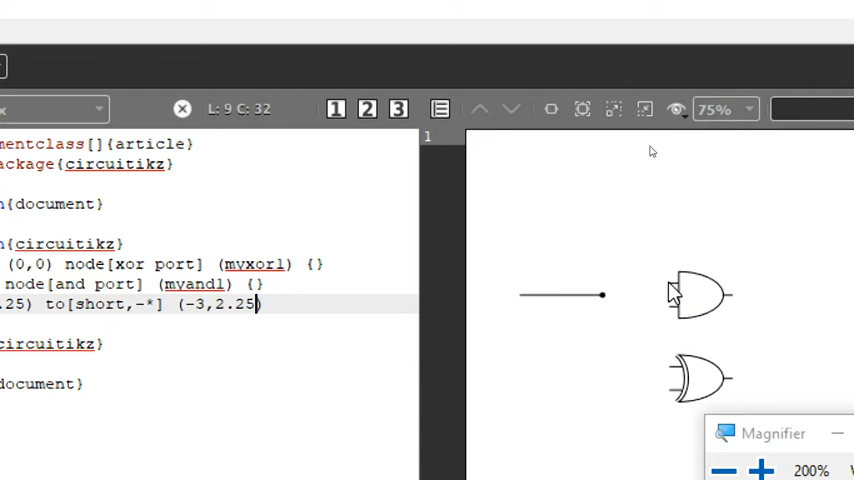 x
L: 9 C: 32
1 2 3
75%
1
mentclass[]{article}
ackage{circuitikz}
n{document}
n{circuitikz}
(0,0) node[xor port] (myxor1) {}
node[and port] (myand1) {}
.25) to[short,-*] (-3,2.25)
circuitikz}
document}
Magnifier
200%
V